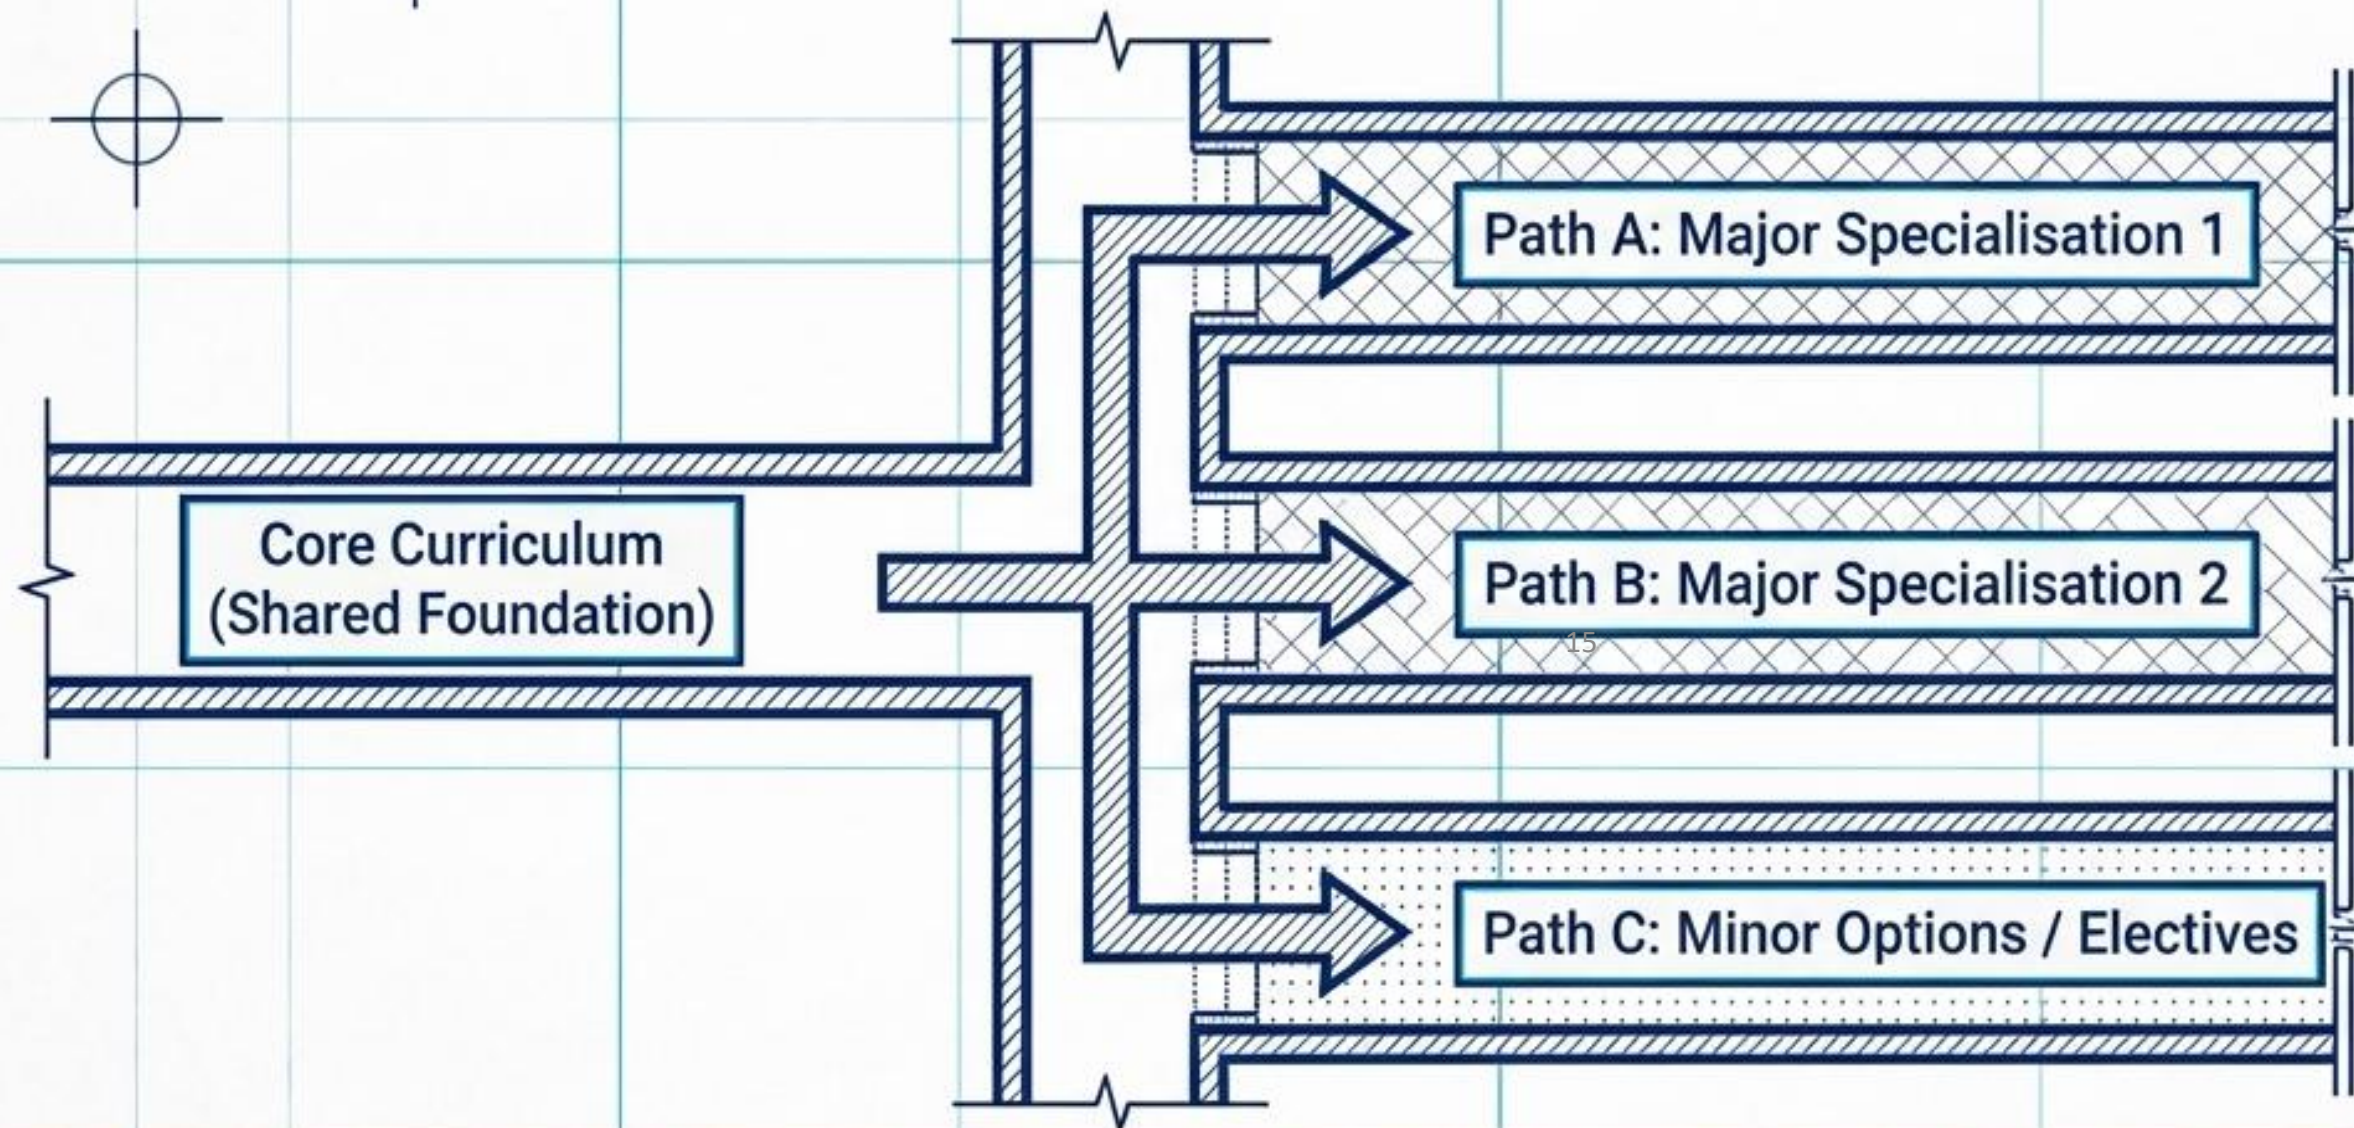 Path A: Major Specialisation 1
Core Curriculum
(Shared Foundation)
Path B: Major Specialisation 2
15
Path C: Minor Options / Electives